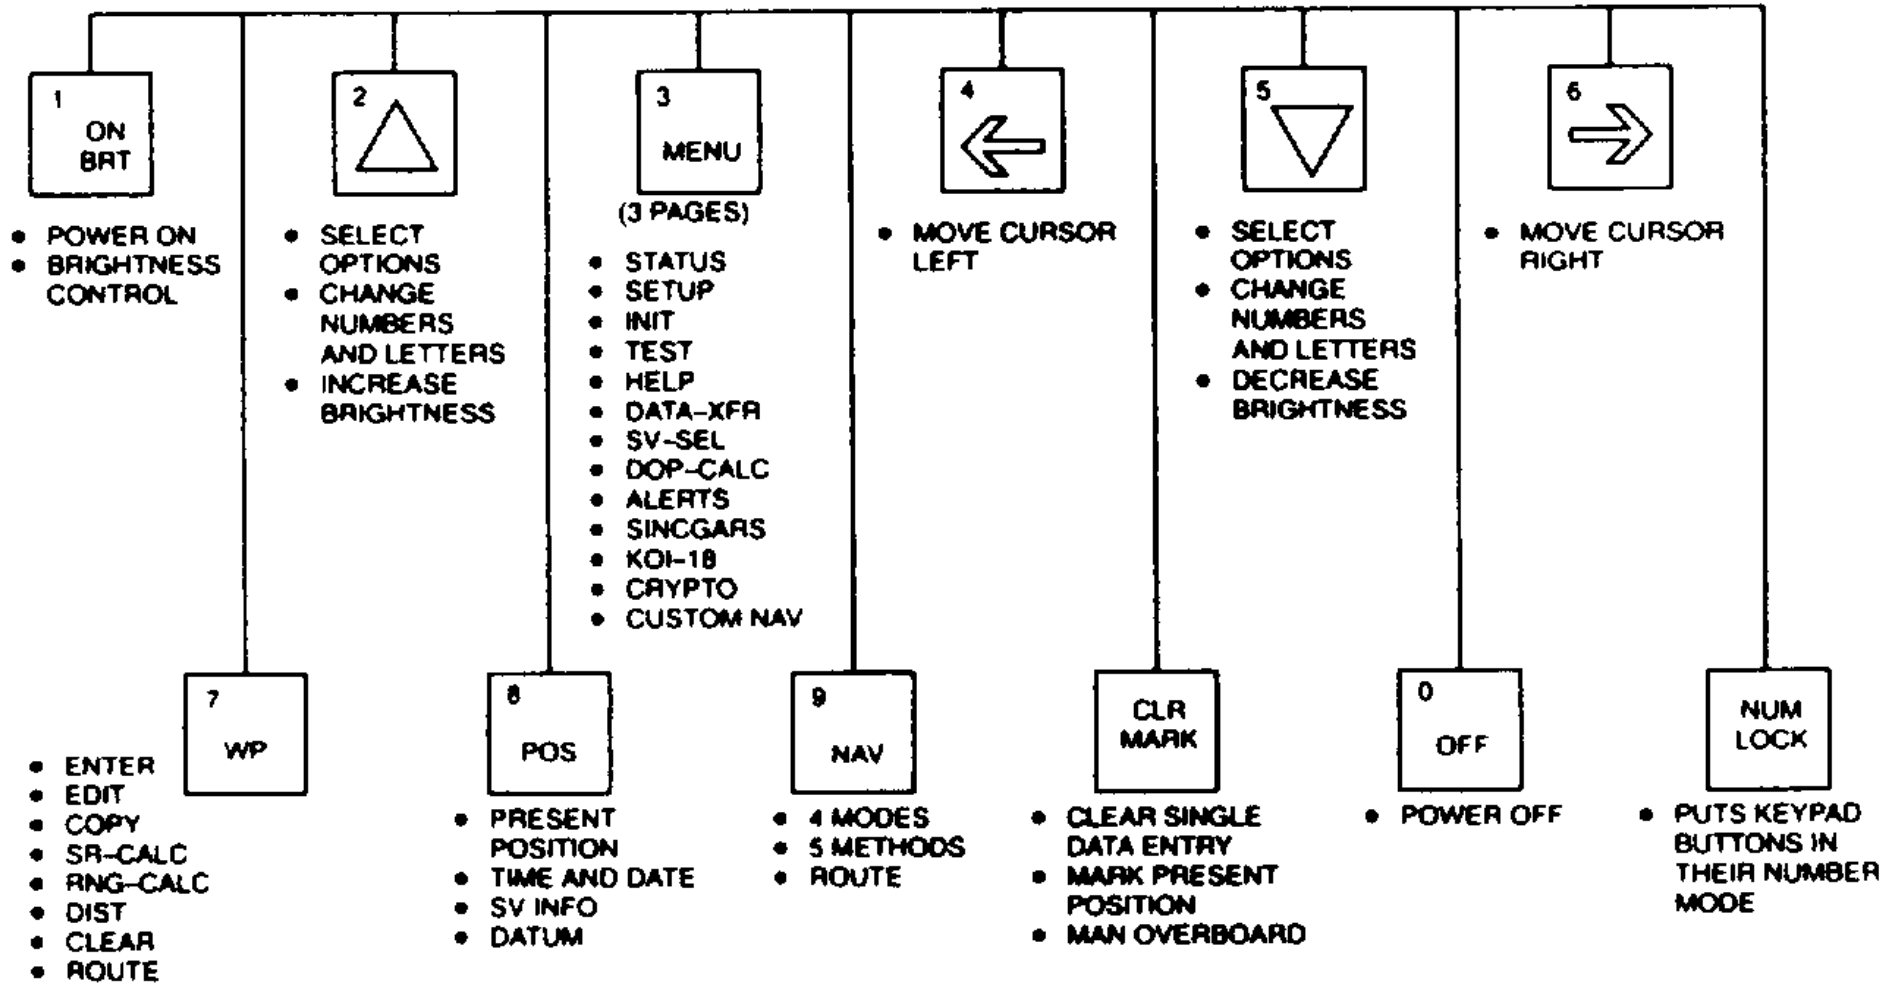 1
ON
BRT
• POWER ON
• BRIGHTNESS
CONTROL
2
• SELECT
OPTIONS
• CHANGE
NUMBERS
AND LETTERS
• INCREASE
BRIGHTNESS
3
MENU
(3 PAGES)
• STATUS
• SETUP
• INIT
• TEST
• HELP
• DATA-XFR
• SV-SEL
• DOP-CALC
• ALERTS
• SINCGARS
• KOI-18
• CRYPTO
• CUSTOM NAV
4
• MOVE CURSOR
LEFT
5
• SELECT
OPTIONS
• CHANGE
NUMBERS
AND LETTERS
• DECREASE
BRIGHTNESS
6
• MOVE CURSOR
RIGHT
7
WP
• ENTER
• EDIT
• COPY
• SR-CALC
• RNG-CALC
• DIST
• CLEAR
• ROUTE
8
POS
• PRESENT
POSITION
• TIME AND DATE
• SV INFO
• DATUM
9
NAV
• 4 MODES
• 5 METHODS
• ROUTE
CLR
MARK
• CLEAR SINGLE
DATA ENTRY
• MARK PRESENT
POSITION
• MAN OVERBOARD
0
OFF
• POWER OFF
NUM
LOCK
• PUTS KEYPAD
BUTTONS IN
THEIR NUMBER
MODE